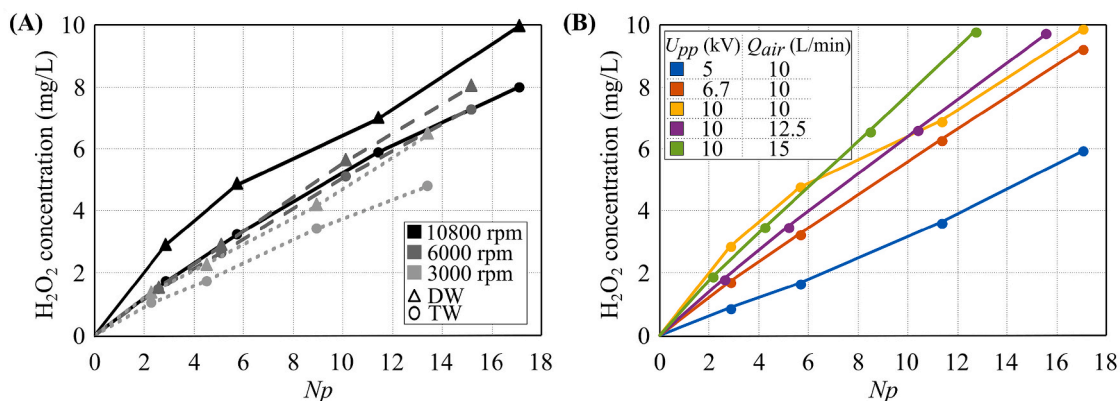 (A)
H₂O₂ concentration (mg/L)
10
8
6
4
2
0
0 2 4 6 8 10 12 14 16 18
Np
10800 rpm
6000 rpm
3000 rpm
DW
TW
(B)
H₂O₂ concentration (mg/L)
10
8
6
4
2
0
0 2 4 6 8 10 12 14 16 18
Np
Upp (kV) Qair (L/min)
5 10
6.7 10
10 10
10 12.5
10 15